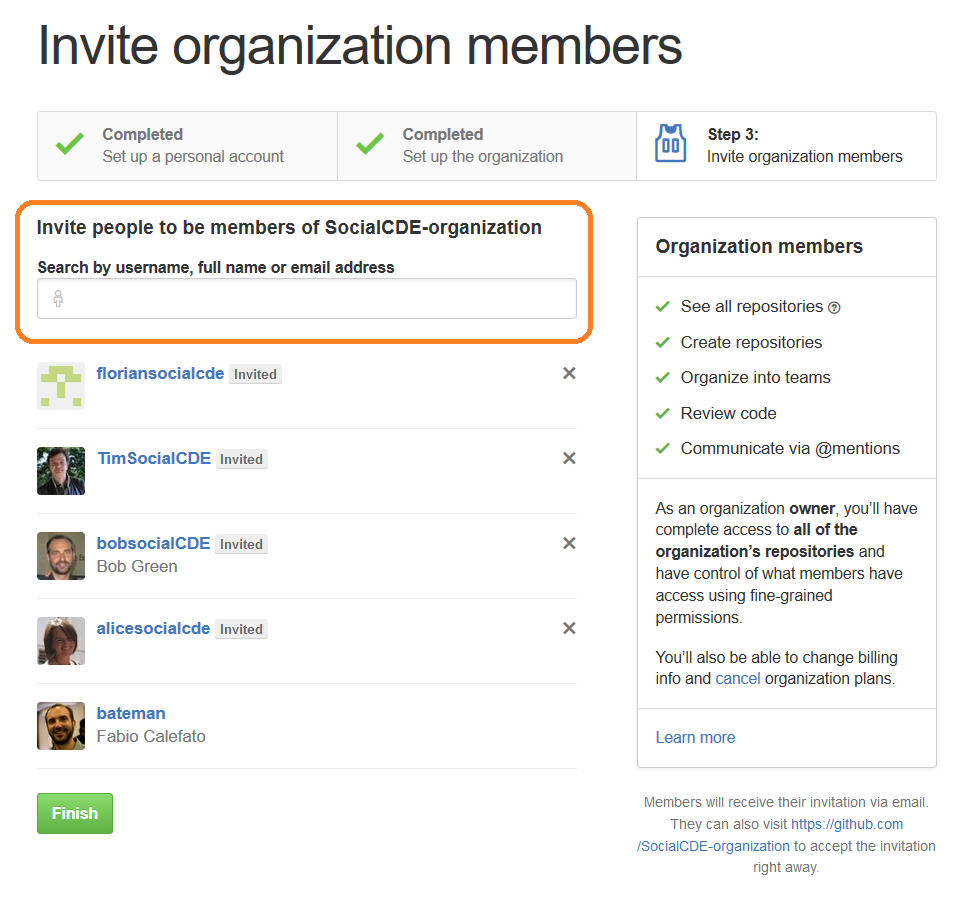 Invite organization members
Completed
Set up a personal account
Completed
Set up the organization
Step 3:
Invite organization members
Invite people to be members of SocialCDE-organization
Search by username, full name or email address
floriansocialcde Invited
TimSocialCDE Invited
bobsocialCDE Invited
Bob Green
alicesocialcde Invited
bateman
Fabio Calefato
Finish
Organization members
See all repositories
Create repositories
Organize into teams
Review code
Communicate via @mentions
As an organization owner, you’ll have
complete access to all of the
organization’s repositories and
have control of what members have
access using fine-grained
permissions.
You’ll also be able to change billing
info and cancel organization plans.
Learn more
Members will receive their invitation via email.
They can also visit https://github.com
/SocialCDE-organization to accept the invitation
right away.